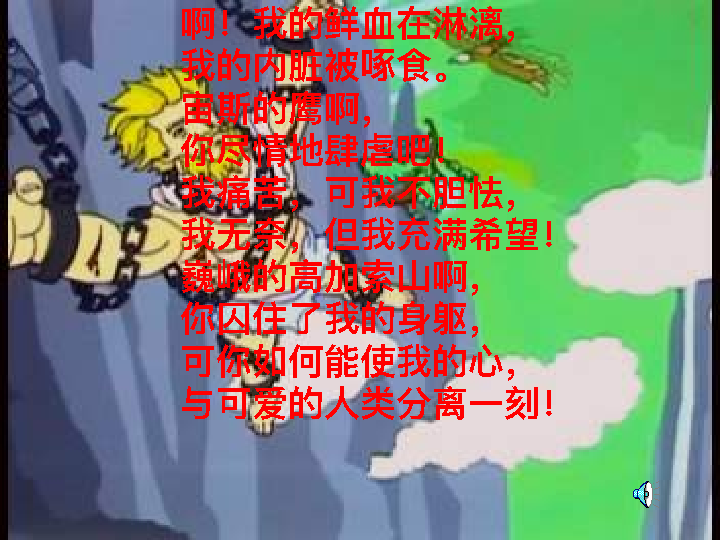 啊！我的鲜血在淋漓，
我的内脏被啄食。
宙斯的鹰啊，
你尽情地肆虐吧！
我痛苦，可我不胆怯，
我无奈，但我充满希望！
巍峨的高加索山啊，
你囚住了我的身躯，
可你如何能使我的心，
与可爱的人类分离一刻！